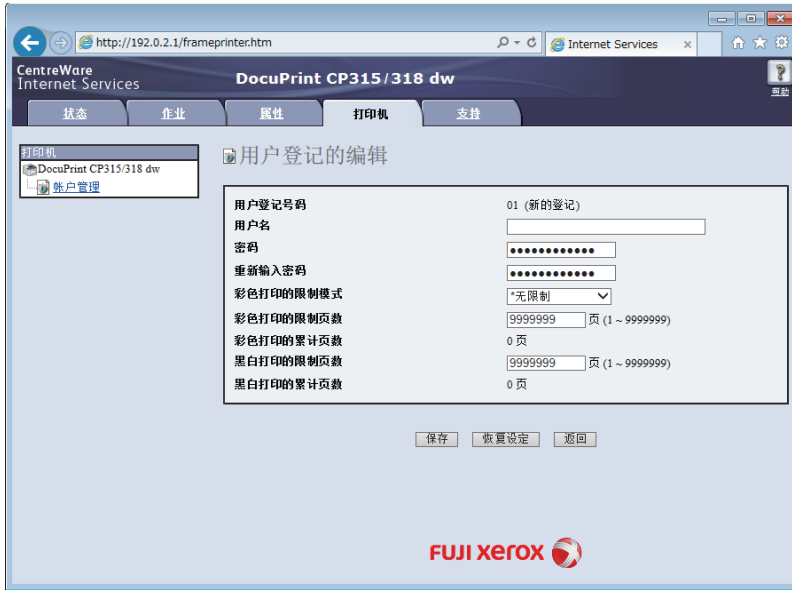 http://192.0.2.1/frameprinter.htm
Internet Services
CentreWare
Internet Services
DocuPrint CP315/318 dw
帮助
状态
作业
属性
打印机
支持
打印机
DocuPrint CP315/318 dw
帐户管理
用户登记的编辑
用户登记号码 01 (新的登记)
用户名
密码 ●●●●●●●●●●●●
重新输入密码 ●●●●●●●●●●●●
彩色打印的限制模式 *无限制
彩色打印的限制页数 9999999 页 (1 ~ 9999999)
彩色打印的累计页数 0 页
黑白打印的限制页数 9999999 页 (1 ~ 9999999)
黑白打印的累计页数 0 页
保存 恢复设定 返回
FUJI xerox